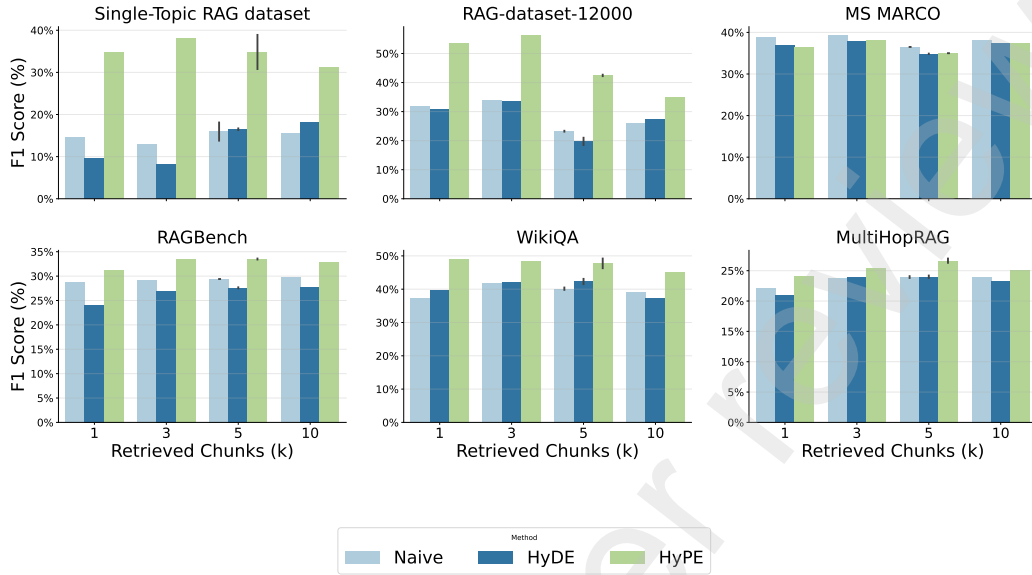 Single-Topic RAG dataset
RAG-dataset-12000
MS MARCO
F1 Score (%)
40%
30%
20%
10%
0%
50%
40%
30%
20%
10%
0%
40%
30%
20%
10%
0%
RAGBench
WikiQA
MultiHopRAG
F1 Score (%)
35%
30%
25%
20%
15%
10%
5%
0%
50%
40%
30%
20%
10%
0%
25%
20%
15%
10%
5%
0%
1 3 5 10
1 3 5 10
1 3 5 10
Retrieved Chunks (k)
Retrieved Chunks (k)
Retrieved Chunks (k)
Method
Naive HyDE HyPE
er review